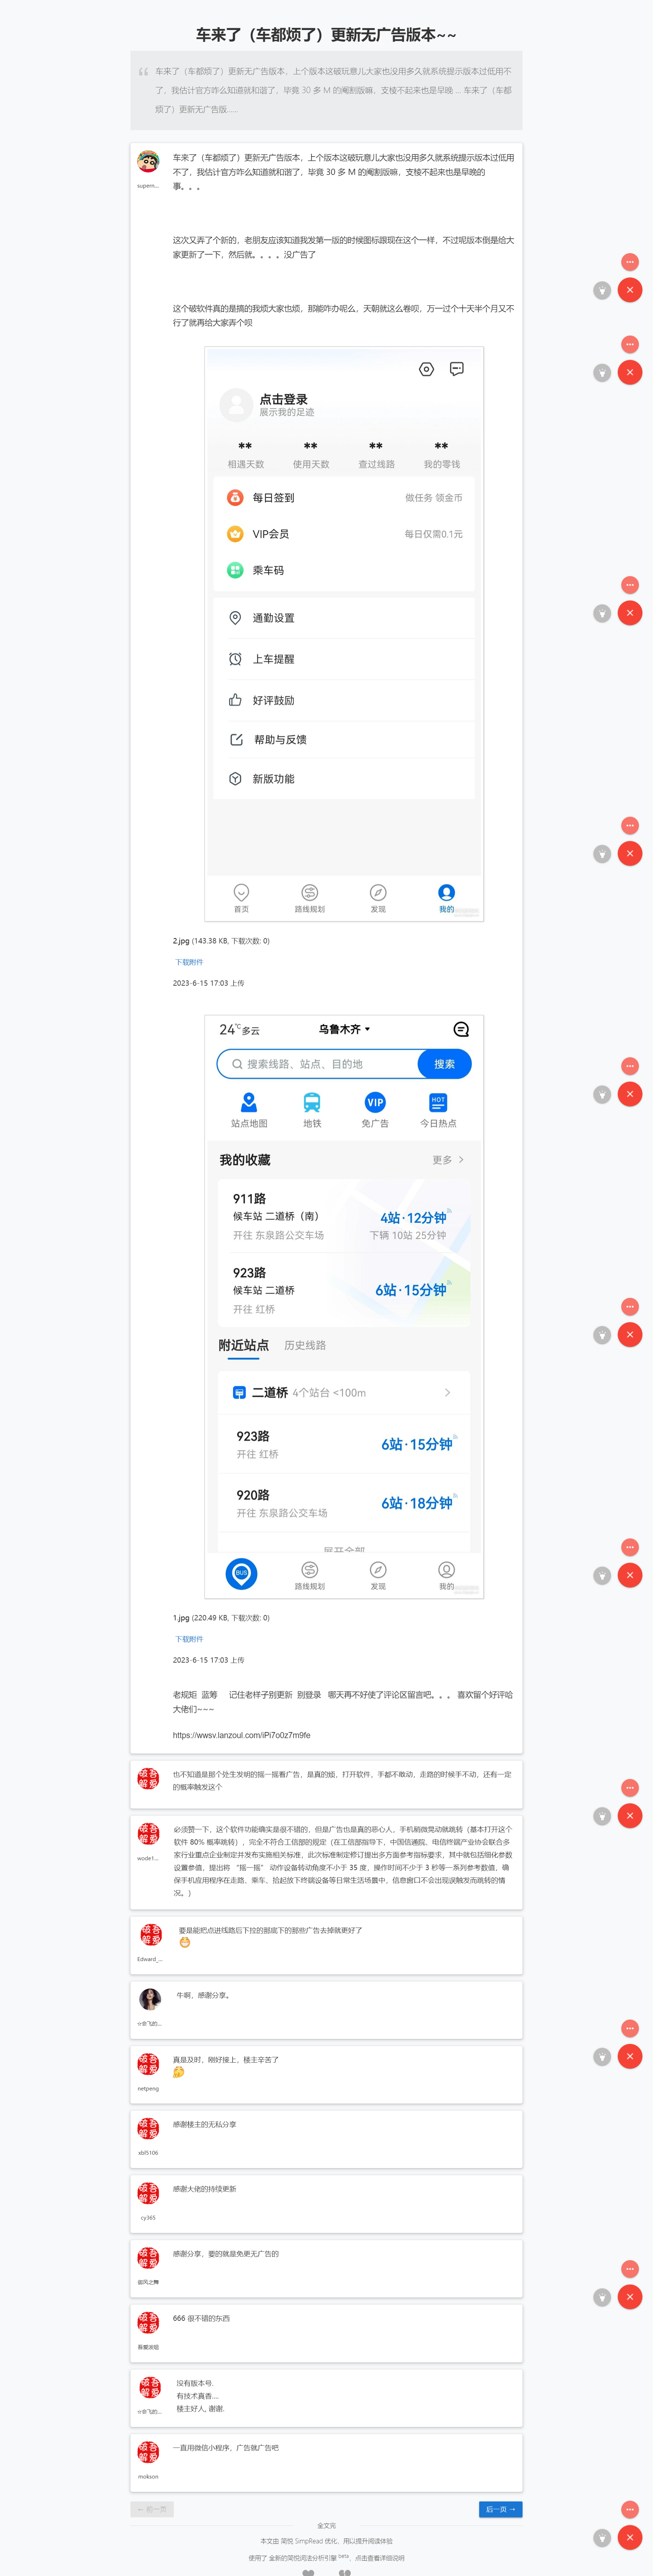 车来了（车都烦了）更新无广告版本~~
车来了（车都烦了）更新无广告版本，上个版本这破玩意儿大家也没用多久就系统提示版本过低用不
了，我估计官方咋么知道就和谐了，毕竟 30 多 M 的阉割版嘛，支棱不起来也是早晚 ... 车来了（车都
烦了）更新无广告版......
车来了（车都烦了）更新无广告版本，上个版本这破玩意儿大家也没用多久就系统提示版本过低用
不了，我估计官方咋么知道就和谐了，毕竟 30 多 M 的阉割版嘛，支棱不起来也是早晚的
事。。。
supern...
这次又弄了个新的，老朋友应该知道我发第一版的时候图标跟现在这个一样，不过呢版本倒是给大
家更新了一下，然后就。。。。没广告了
这个破软件真的是搞的我烦大家也烦，那能咋办呢么，天朝就这么卷呗，万一过个十天半个月又不
行了就再给大家弄个呗
点击登录
展示我的足迹
** ** ** **
相遇天数 使用天数 查过线路 我的零钱
每日签到 做任务 领金币
VIP会员 每日仅需0.1元
乘车码
通勤设置
上车提醒
好评鼓励
帮助与反馈
新版功能
首页 路线规划 发现 我的
2.jpg (143.38 KB, 下载次数: 0)
下载附件
2023-6-15 17:03 上传
24℃多云 乌鲁木齐
搜索线路、站点、目的地 搜索
VIP HOT
站点地图 地铁 免广告 今日热点
我的收藏 更多
911路
候车站 二道桥（南） 4站·12分钟
开往 东泉路公交车场 下辆 10站 25分钟
923路
候车站 二道桥 6站·15分钟
开往 红桥
附近站点 历史线路
二道桥 4个站台 <100m
923路 6站·15分钟
开往 红桥
920路 6站·18分钟
开往 东泉路公交车场
展开全部
BUS 路线规划 发现 我的
1.jpg (220.49 KB, 下载次数: 0)
下载附件
2023-6-15 17:03 上传
老规矩 蓝筹 记住老样子别更新 别登录 哪天再不好使了评论区留言吧。。。 喜欢留个好评哈
大佬们~~~
https://wwsv.lanzoul.com/iPi7o0z7m9fe
吾爱破解
也不知道是那个处生发明的摇一摇看广告，是真的烦，打开软件，手都不敢动，走路的时候手不动，还有一定
的概率触发这个
吾爱破解
必须赞一下，这个软件功能确实是很不错的，但是广告也是真的恶心人，手机稍微晃动就跳转（基本打开这个
软件 80% 概率跳转），完全不符合工信部的规定（在工信部指导下，中国信通院、电信终端产业协会联合多
家行业重点企业制定并发布实施相关标准，此次标准制定修订提出多方面参考指标要求，其中就包括细化参数
设置参值，提出将 “摇一摇” 动作设备转动角度不小于 35 度，操作时间不少于 3 秒等一系列参考数值，确
保手机应用程序在走路、乘车、拾起放下终端设备等日常生活场景中，信息窗口不会出现误触发而跳转的情
况。）
wode1...
吾爱破解
要是能把点进线路后下拉的那底下的那些广告去掉就更好了
Edward_...
牛啊，感谢分享。
吾爱破解
真是及时，刚好接上，楼主辛苦了
netpeng
吾爱破解
感谢楼主的无私分享
xbf5106
吾爱破解
感谢大佬的持续更新
cy365
吾爱破解
感谢分享，要的就是免更无广告的
吾爱破解
666 很不错的东西
吾爱破解
没有版本号.
有技术真香....
楼主好人, 谢谢.
吾爱破解
一直用微信小程序，广告就广告吧
mokson
← 前一页 后一页 →
全文完
本文由 简悦 SimpRead 优化，用以提升阅读体验
使用了 全新的简悦词法分析引擎 beta，点击查看详细说明